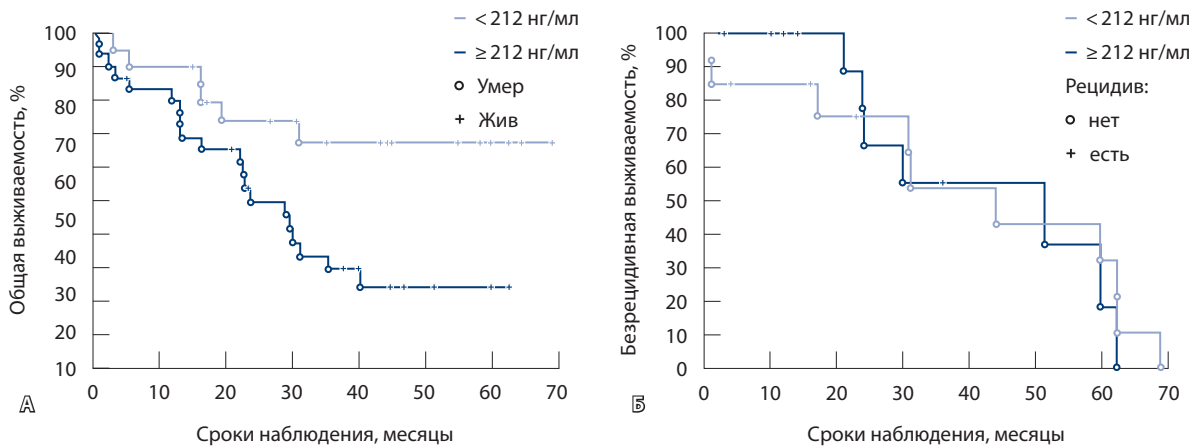 Общая выживаемость, %
100
90
80
70
60
50
40
30
20
10
0 10 20 30 40 50 60 70
Сроки наблюдения, месяцы
< 212 нг/мл
≥ 212 нг/мл
Умер
Жив
А
Безрецидивная выживаемость, %
100
90
80
70
60
50
40
30
20
10
0
0 10 20 30 40 50 60 70
Сроки наблюдения, месяцы
< 212 нг/мл
≥ 212 нг/мл
Рецидив:
нет
есть
Б